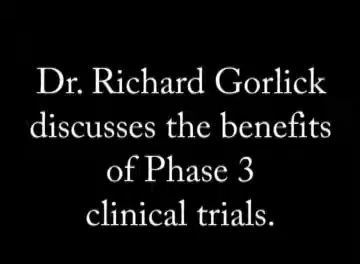 Dr. Richard Gorlick
discusses the benefits
of Phase 3
clinical trials.